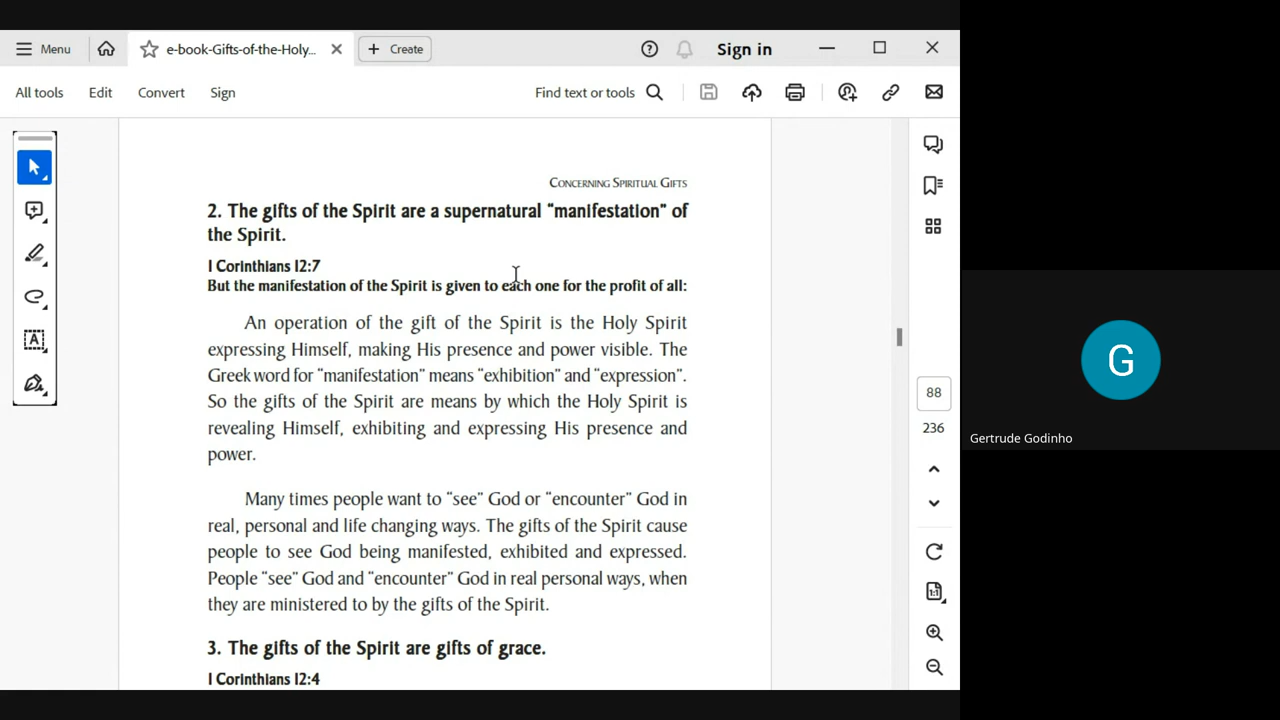 Menu
e-book-Gifts-of-the-Holy...
Create
Sign in
All tools
Edit
Convert
Sign
Find text or tools
CONCERNING SPIRITUAL GIFTS
2. The gifts of the Spirit are a supernatural “manifestation” of
the Spirit.
1 Corinthians 12:7
But the manifestation of the Spirit is given to each one for the profit of all:
An operation of the gift of the Spirit is the Holy Spirit
expressing Himself, making His presence and power visible. The
Greek word for “manifestation” means “exhibition” and “expression”.
So the gifts of the Spirit are means by which the Holy Spirit is
revealing Himself, exhibiting and expressing His presence and
power.
Many times people want to “see” God or “encounter” God in
real, personal and life changing ways. The gifts of the Spirit cause
people to see God being manifested, exhibited and expressed.
People “see” God and “encounter” God in real personal ways, when
they are ministered to by the gifts of the Spirit.
3. The gifts of the Spirit are gifts of grace.
1 Corinthians 12:4
88
236
1:1
G
Gertrude Godinho